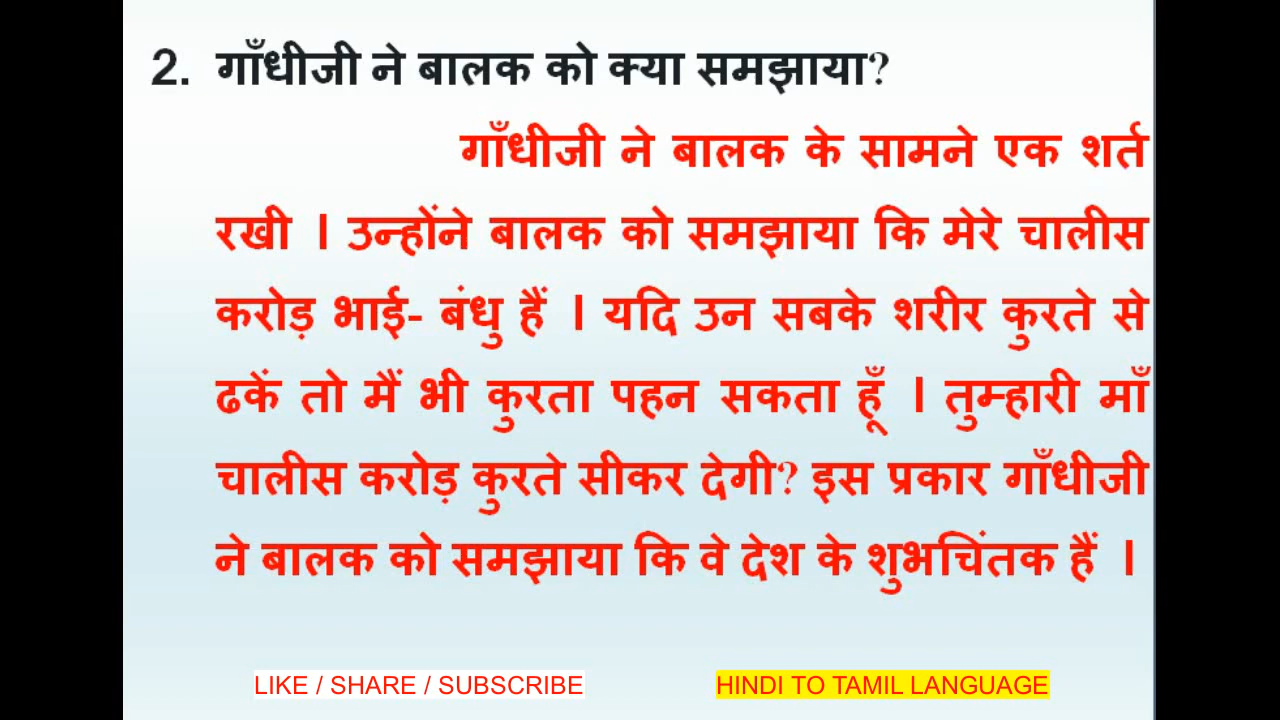 2. गाँधीजी ने बालक को क्या समझाया?
गाँधीजी ने बालक के सामने एक शर्त
रखी । उन्होंने बालक को समझाया कि मेरे चालीस
करोड़ भाई- बंधु हैं । यदि उन सबके शरीर कुरते से
ढकें तो मैं भी कुरता पहन सकता हूँ । तुम्हारी माँ
चालीस करोड़ कुरते सीकर देगी? इस प्रकार गाँधीजी
ने बालक को समझाया कि वे देश के शुभचिंतक हैं ।
LIKE / SHARE / SUBSCRIBE
HINDI TO TAMIL LANGUAGE